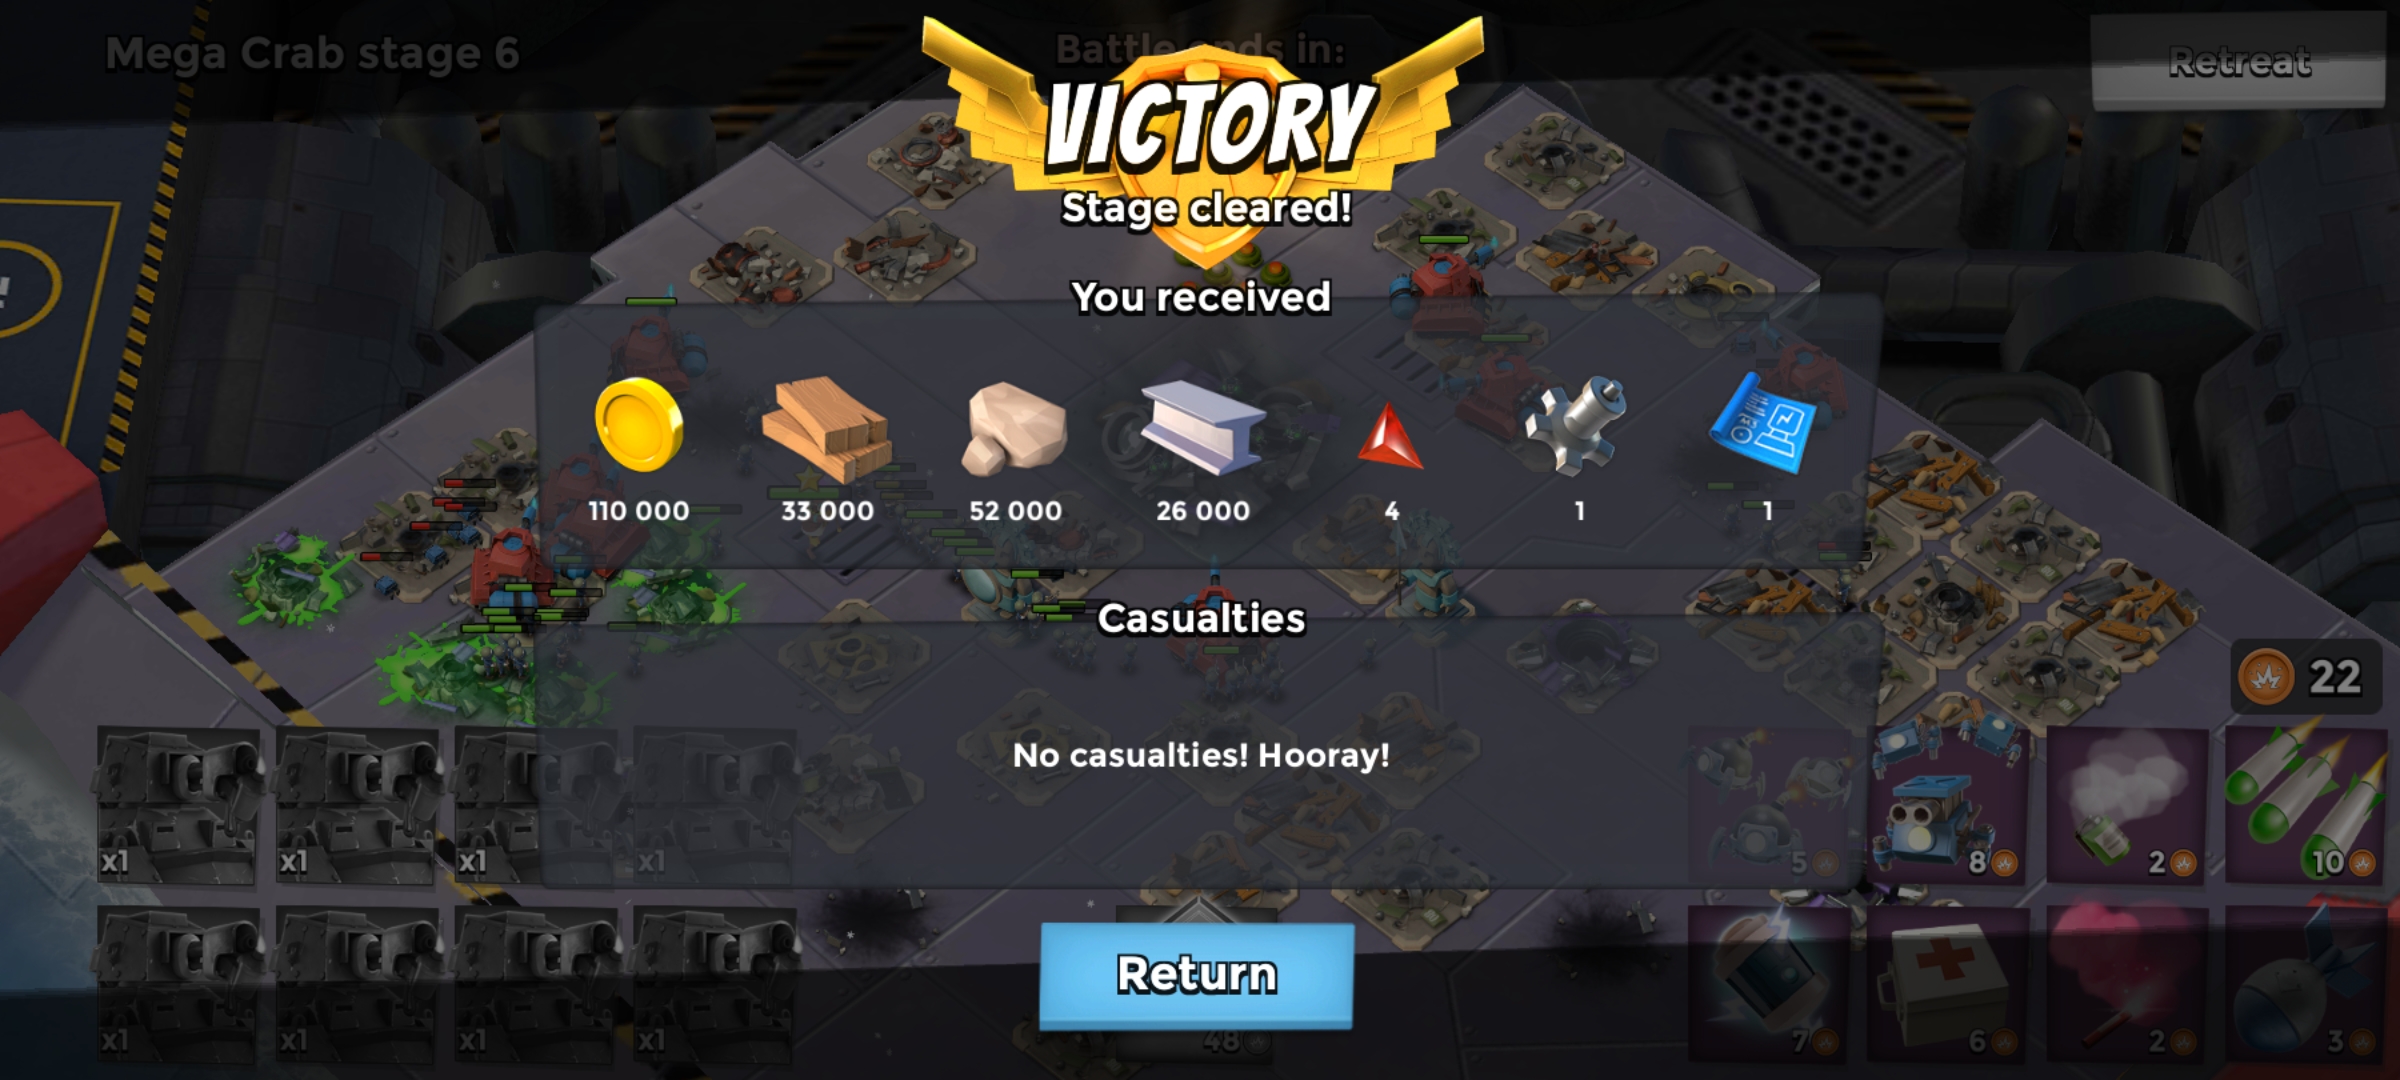 Mega Crab stage 6
Battle ends in:
Retreat
VICTORY
Stage cleared!
You received
110 000
33 000
52 000
26 000
4
1
1
Casualties
No casualties! Hooray!
22
x1
x1
x1
x1
5
8
2
10
x1
x1
x1
x1
Return
48
7
6
2
3